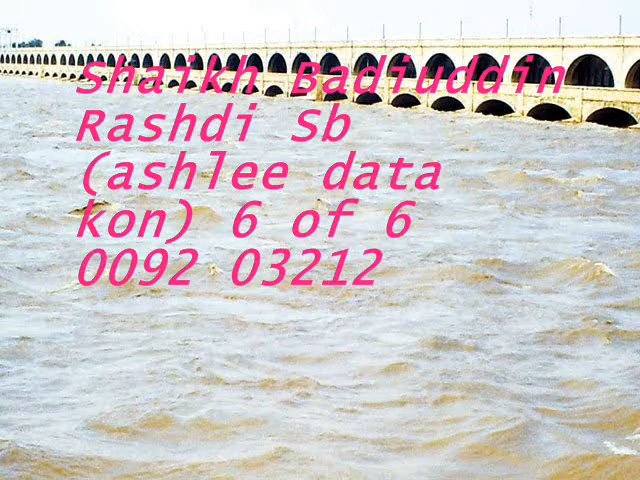 Shaikh Badiuddin
Rashdi Sb
(ashlee data
kon) 6 of 6
0092 03212